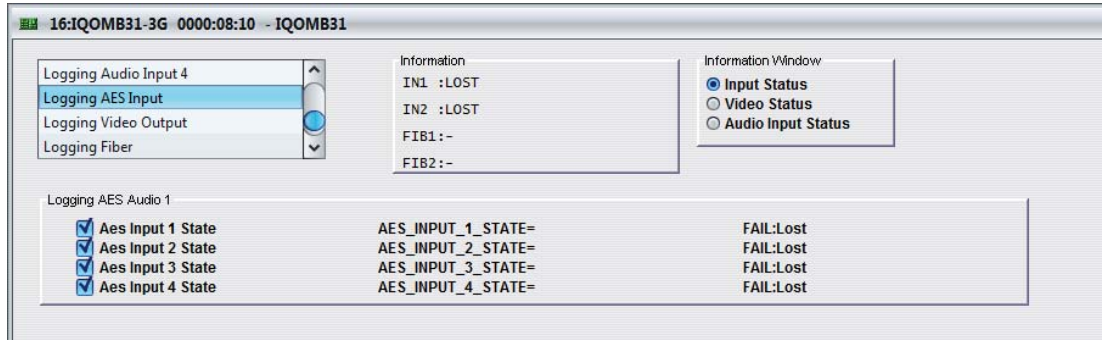 16:IQOMB31-3G 0000:08:10 - IQOMB31
Logging Audio Input 4
Logging AES Input
Logging Video Output
Logging Fiber
Information
IN1 :LOST
IN2 :LOST
FIB1:-
FIB2:-
Information Window
Input Status
Video Status
Audio Input Status
Logging AES Audio 1
Aes Input 1 State AES_INPUT_1_STATE= FAIL:Lost
Aes Input 2 State AES_INPUT_2_STATE= FAIL:Lost
Aes Input 3 State AES_INPUT_3_STATE= FAIL:Lost
Aes Input 4 State AES_INPUT_4_STATE= FAIL:Lost